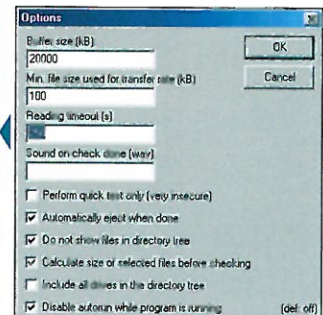 Options
Buffer size (kB)
20000
OK
Min. file size used for transfer rate (kB)
100
Cancel
Reading timeout (s)
Sound on check done (wav)
Perform quick test only (very insecure)
Automatically eject when done
Do not show files in directory tree
Calculate size of selected files before checking
Include all drives in the directory tree
Disable autorun while program is running
(def: off)